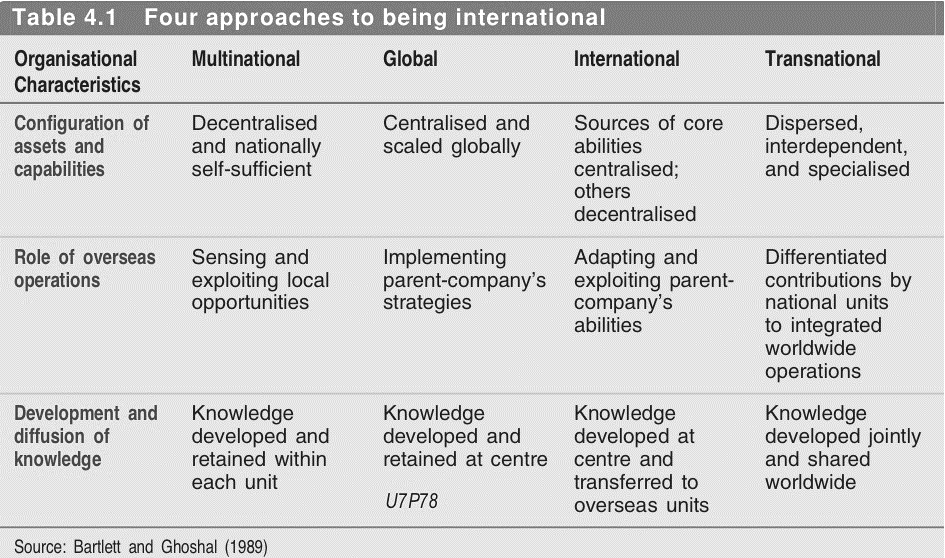 Table 4.1 Four approaches to being international
Organisational Characteristics Multinational Global International Transnational
Configuration of assets and capabilities Decentralised and nationally self-sufficient Centralised and scaled globally Sources of core abilities centralised; others decentralised Dispersed, interdependent, and specialised
Role of overseas operations Sensing and exploiting local opportunities Implementing parent-company's strategies Adapting and exploiting parent-company's abilities Differentiated contributions by national units to integrated worldwide operations
Development and diffusion of knowledge Knowledge developed and retained within each unit Knowledge developed and retained at centre Knowledge developed at centre and transferred to overseas units Knowledge developed jointly and shared worldwide
U7P78
Source: Bartlett and Ghoshal (1989)